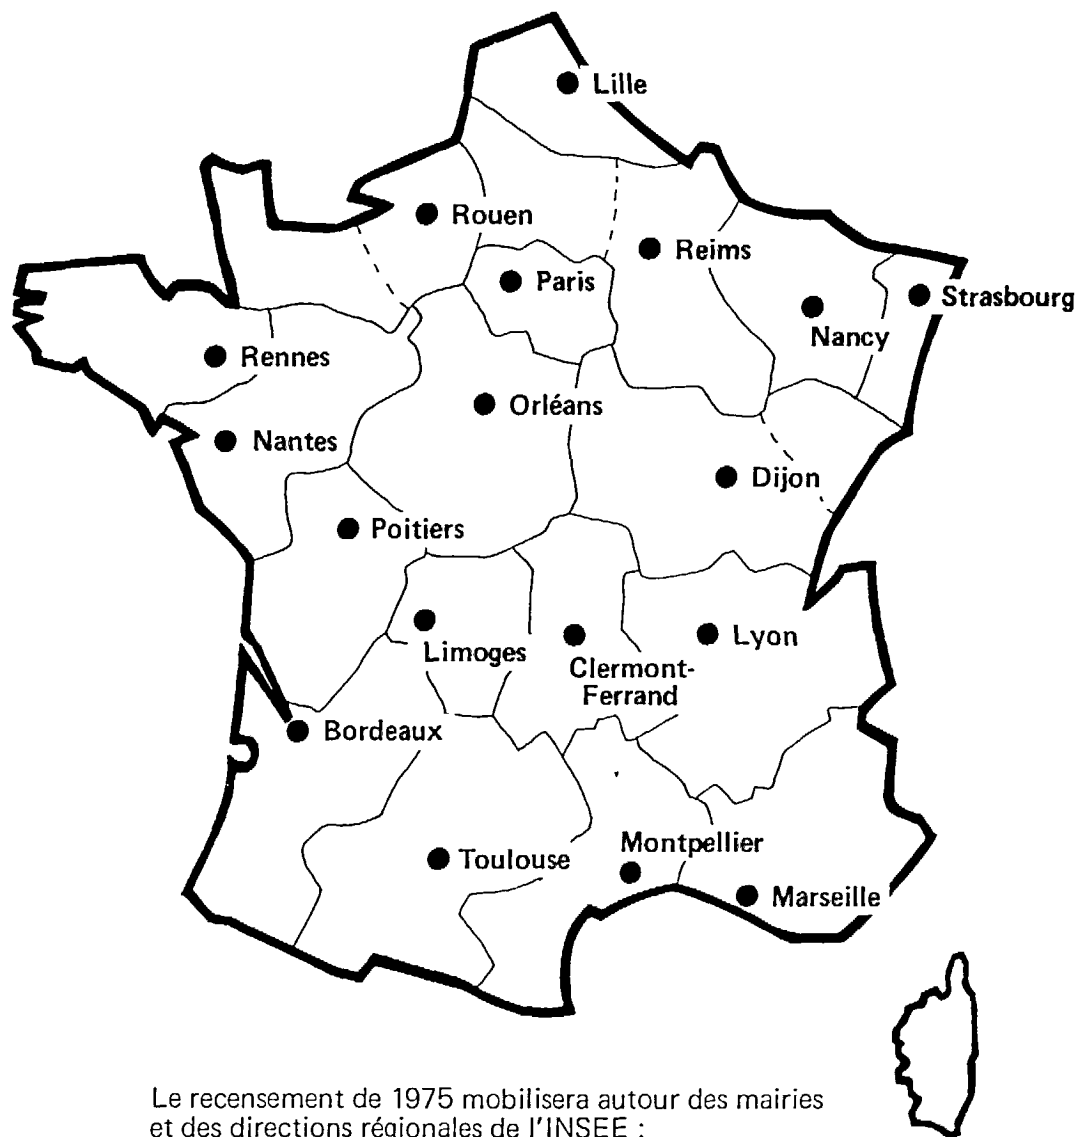 Lille
Rouen
Reims
Paris
Strasbourg
Nancy
Rennes
Orléans
Nantes
Dijon
Poitiers
Lyon
Limoges
Clermont-
Ferrand
Bordeaux
Montpellier
Toulouse
Marseille
Le recensement de 1975 mobilisera autour des mairies
et des directions régionales de l'INSEE :